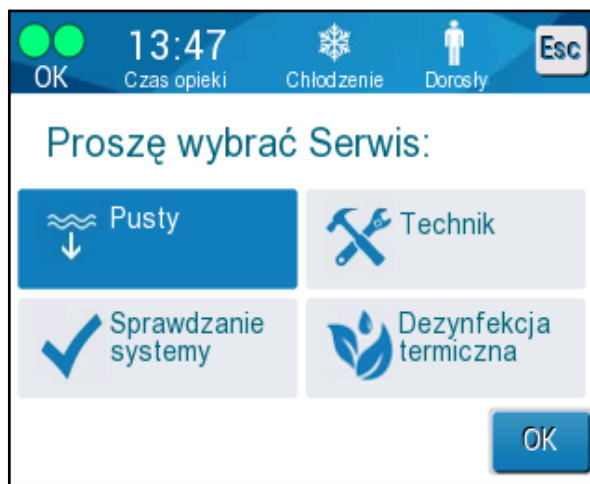 13:47
Esc
OK
Czas opieki
Chłodzenie
Dorosły
Proszę wybrać Serwis:
Pusty
Technik
Sprawdzanie
systemy
Dezynfekcja
termiczna
OK